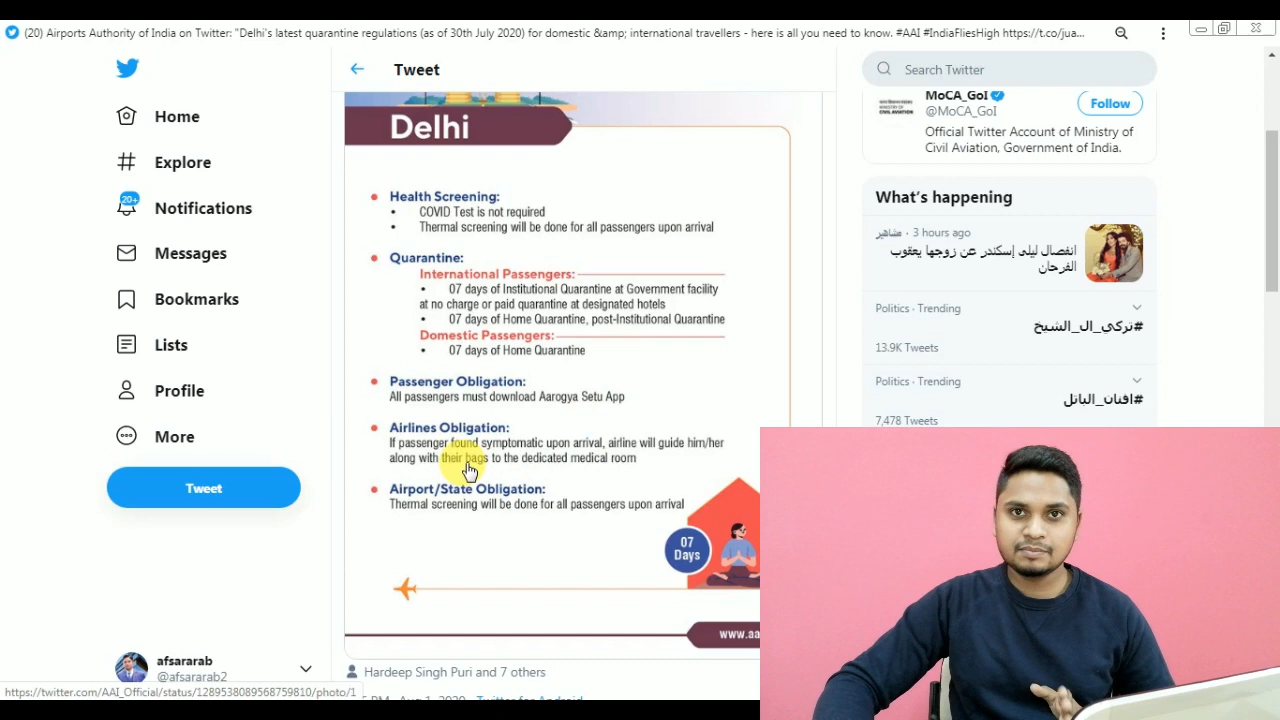 (20) Airports Authority of India on Twitter: "Delhi's latest quarantine regulations (as of 30th July 2020) for domestic &amp; international travellers - here is all you need to know. #AAI #IndiaFliesHigh https://t.co/jua...
Home
Explore
20+
Notifications
Messages
Bookmarks
Lists
Profile
More
Tweet
afsararab
@afsararab2
https://twitter.com/AAI_Official/status/1289538089568759810/photo/1
Tweet
Delhi
Health Screening:
• COVID Test is not required
• Thermal screening will be done for all passengers upon arrival
Quarantine:
International Passengers:
• 07 days of Institutional Quarantine at Government facility
at no charge or paid quarantine at designated hotels
• 07 days of Home Quarantine, post-Institutional Quarantine
Domestic Passengers:
• 07 days of Home Quarantine
Passenger Obligation:
All passengers must download Aarogya Setu App
Airlines Obligation:
If passenger found symptomatic upon arrival, airline will guide him/her
along with their bags to the dedicated medical room
Airport/State Obligation:
Thermal screening will be done for all passengers upon arrival
07
Days
www.aa
Hardeep Singh Puri and 7 others
PM · Aug 1, 2020 · Twitter for Android
Search Twitter
MoCA_GoI
@MoCA_GoI
Follow
Official Twitter Account of Ministry of
Civil Aviation, Government of India.
What's happening
مشاهير · 3 hours ago
انفصال ليلى إسكندر عن زوجها يعقوب
الفرحان
Politics · Trending
#تركي_ال_الشيخ
13.9K Tweets
Politics · Trending
7,478 Tweets